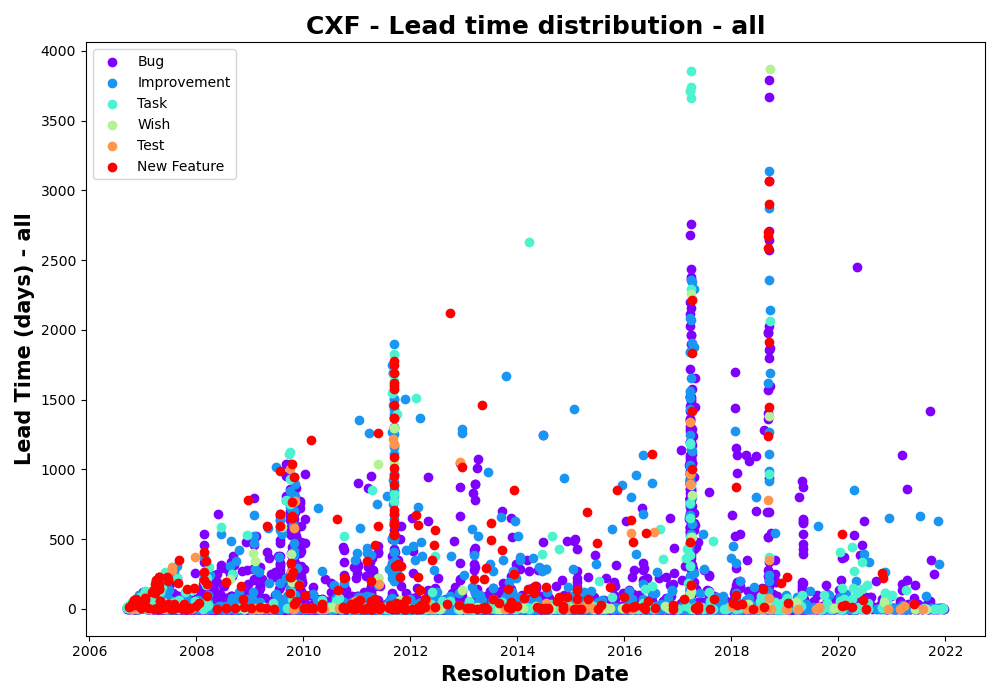 CXF - Lead time distribution - all
Lead Time (days) - all
4000
3500
3000
2500
2000
1500
1000
500
0
Bug
Improvement
Task
Wish
Test
New Feature
2006 2008 2010 2012 2014 2016 2018 2020 2022
Resolution Date